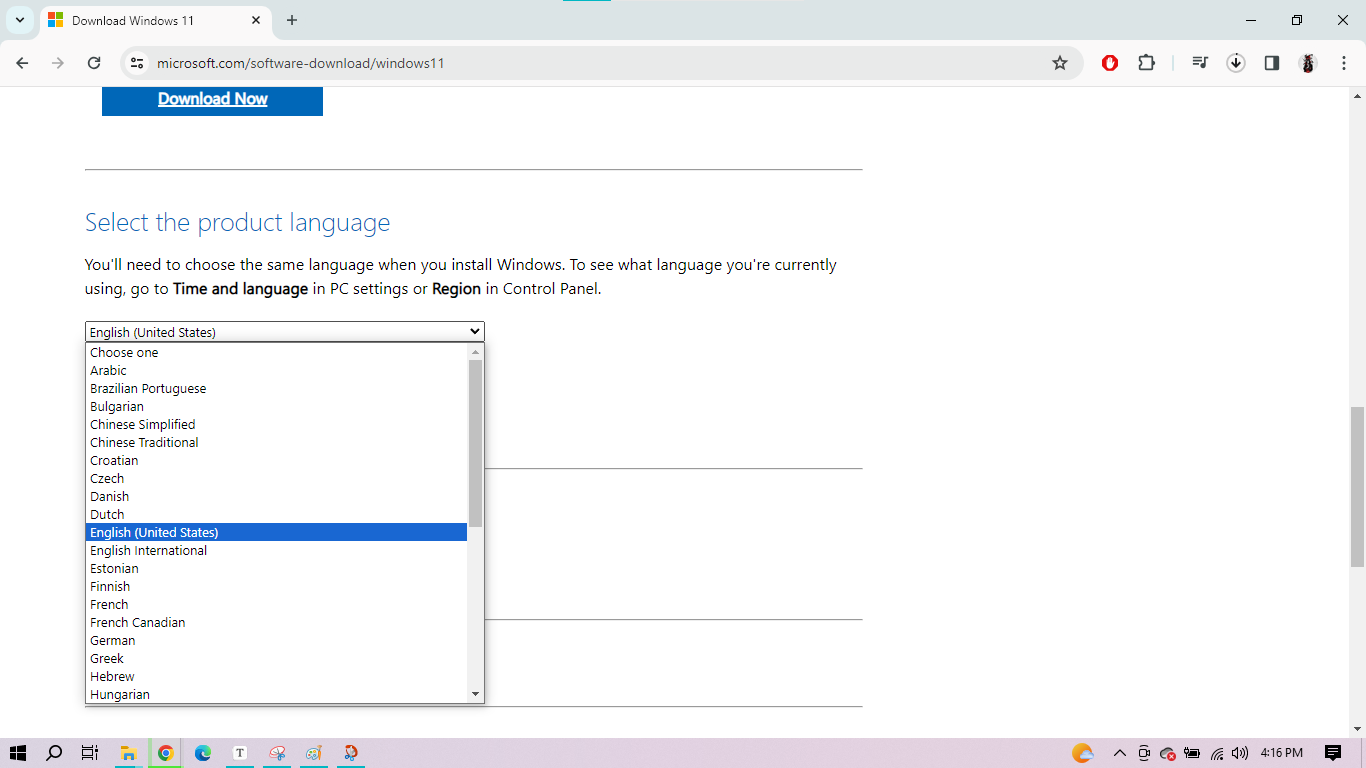 Download Windows 11
microsoft.com/software-download/windows11
Download Now
Select the product language
You'll need to choose the same language when you install Windows. To see what language you're currently
using, go to Time and language in PC settings or Region in Control Panel.
English (United States)
Choose one
Arabic
Brazilian Portuguese
Bulgarian
Chinese Simplified
Chinese Traditional
Croatian
Czech
Danish
Dutch
English (United States)
English International
Estonian
Finnish
French
French Canadian
German
Greek
Hebrew
Hungarian
T
4:16 PM